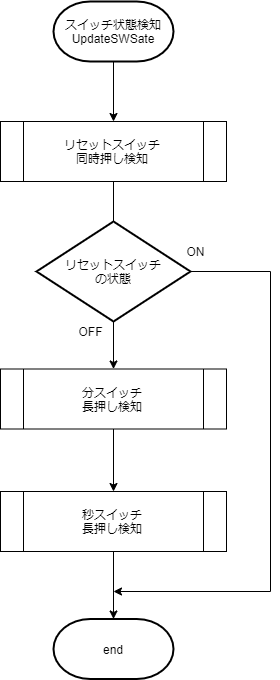 スイッチ状態検知
UpdateSWSate
リセットスイッチ
同時押し検知
リセットスイッチ
の状態
ON
OFF
分スイッチ
長押し検知
秒スイッチ
長押し検知
end